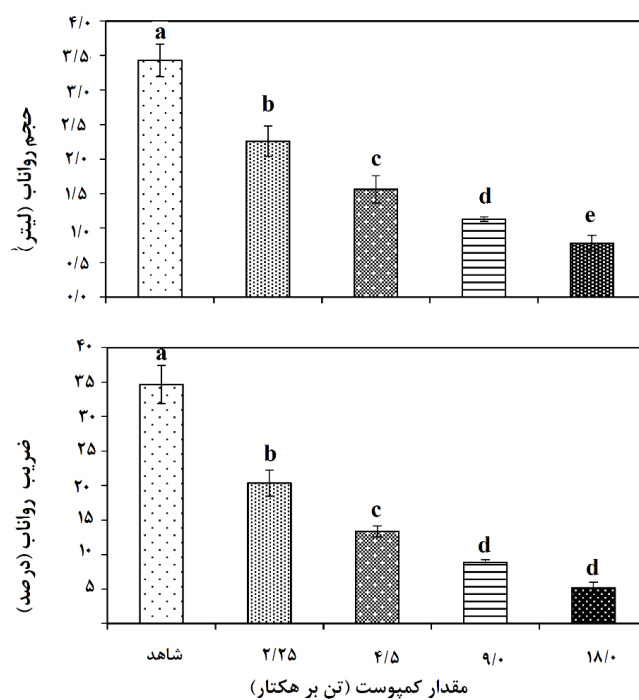 ۴/۰
۳/۵
۳/۰
۲/۵
۲/۰
۱/۵
۱/۰
۰/۵
۰/۰
حجم رواناب (لیتر)
a
b
c
d
e
۴۰
۳۵
۳۰
۲۵
۲۰
۱۵
۱۰
۵
ضریب رواناب (درصد)
a
b
c
d
d
شاهد ۲/۲۵ ۴/۵ ۹/۰ ۱۸/۰
مقدار کمپوست (تن بر هکتار)